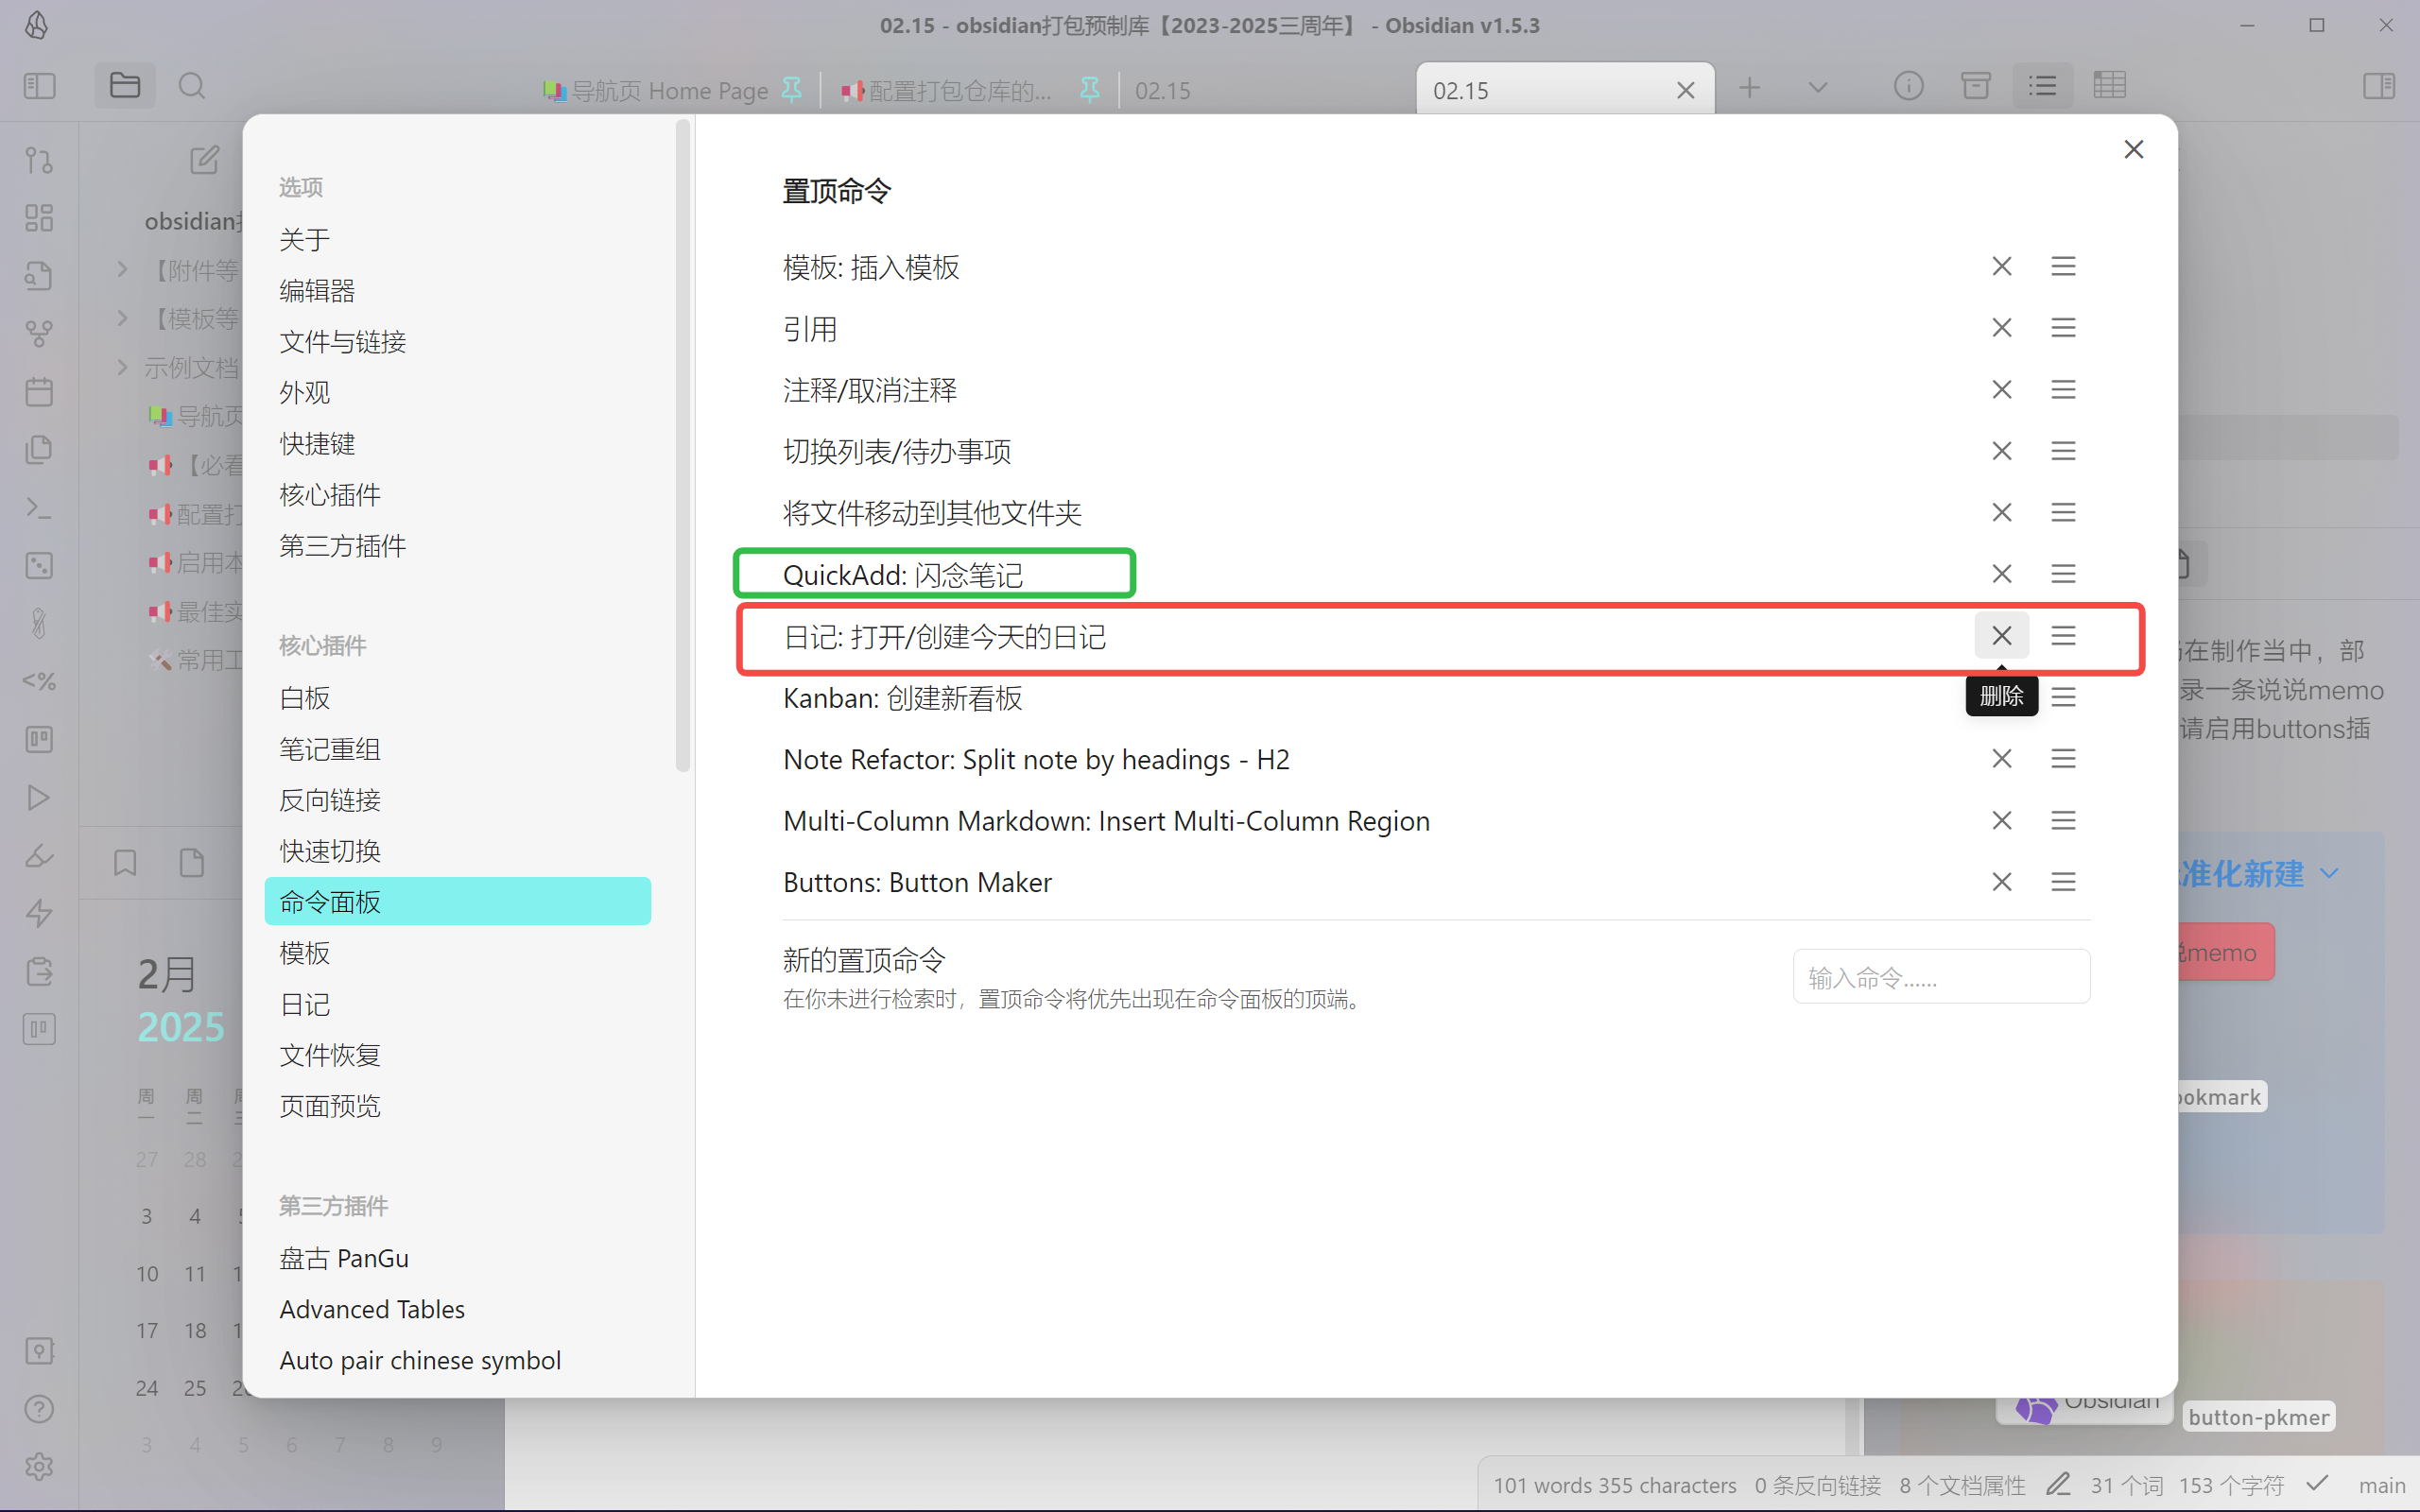 02.15 - obsidian打包预制库【2023-2025三周年】 - Obsidian v1.5.3
导航页 Home Page
配置打包仓库的...
02.15
02.15
obsidian
【附件等
【模板等
示例文档
导航页
【必看
配置打
启用本
最佳实
常用工
2月
2025
周一 周二
27 28
3 4
10 11
17 18
24 25
3 4 5 6 7 8 9
选项
关于
编辑器
文件与链接
外观
快捷键
核心插件
第三方插件
核心插件
白板
笔记重组
反向链接
快速切换
命令面板
模板
日记
文件恢复
页面预览
第三方插件
盘古 PanGu
Advanced Tables
Auto pair chinese symbol
置顶命令
模板: 插入模板
引用
注释/取消注释
切换列表/待办事项
将文件移动到其他文件夹
QuickAdd: 闪念笔记
日记: 打开/创建今天的日记
删除
Kanban: 创建新看板
Note Refactor: Split note by headings - H2
Multi-Column Markdown: Insert Multi-Column Region
Buttons: Button Maker
新的置顶命令
在你未进行检索时，置顶命令将优先出现在命令面板的顶端。
输入命令......
在制作当中，部
录一条说说memo
请启用buttons插
准化新建
memo
ookmark
Obsidian
button-pkmer
101 words 355 characters 0 条反向链接 8 个文档属性 31 个词 153 个字符 main